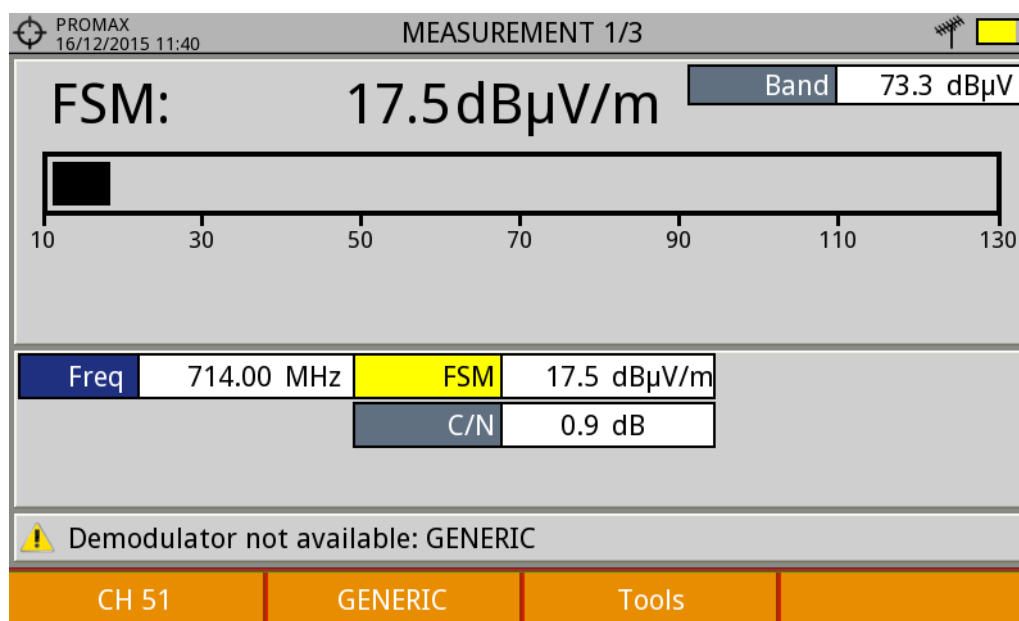 PROMAX
16/12/2015 11:40
MEASUREMENT 1/3
FSM: 17.5 dBµV/m
Band 73.3 dBµV
10 30 50 70 90 110 130
Freq 714.00 MHz FSM 17.5 dBµV/m
C/N 0.9 dB
Demodulator not available: GENERIC
CH 51 GENERIC Tools